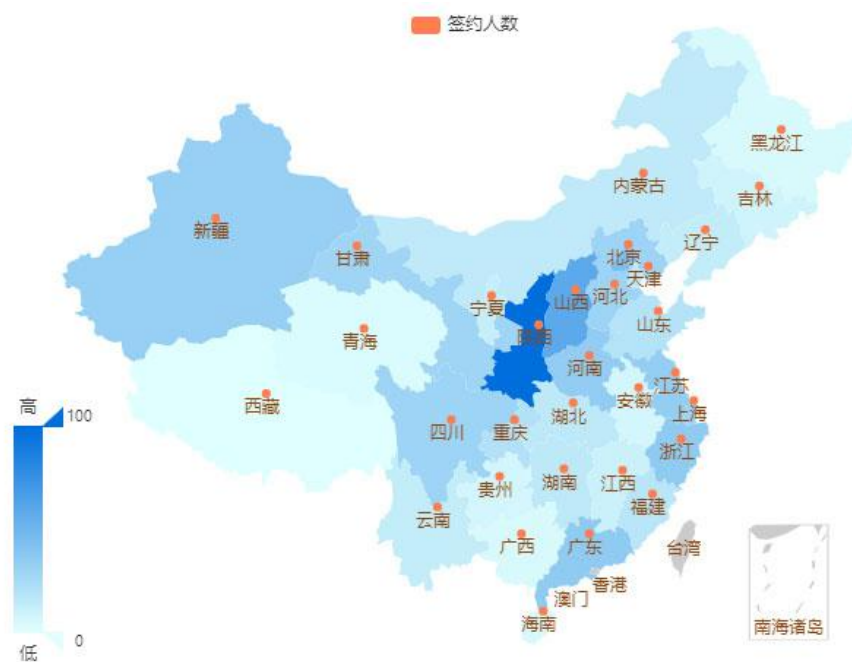 签约人数
黑龙江
内蒙古
吉林
新疆
辽宁
北京
甘肃
天津
宁夏
山西
河北
山东
陕西
青海
河南
江苏
安徽
西藏
高
100
湖北
上海
四川
重庆
浙江
贵州
湖南
江西
福建
云南
广西
广东
台湾
香港
澳门
海南
南海诸岛
0
低